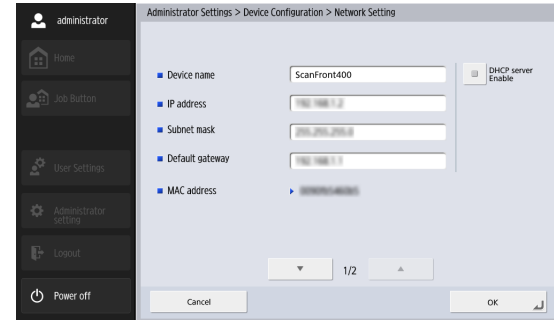 administrator
Home
Job Button
User Settings
Administrator
setting
Logout
Power off
Administrator Settings > Device Configuration > Network Setting
Device name
ScanFront400
DHCP server
Enable
IP address
Subnet mask
Default gateway
MAC address
1/2
Cancel
OK